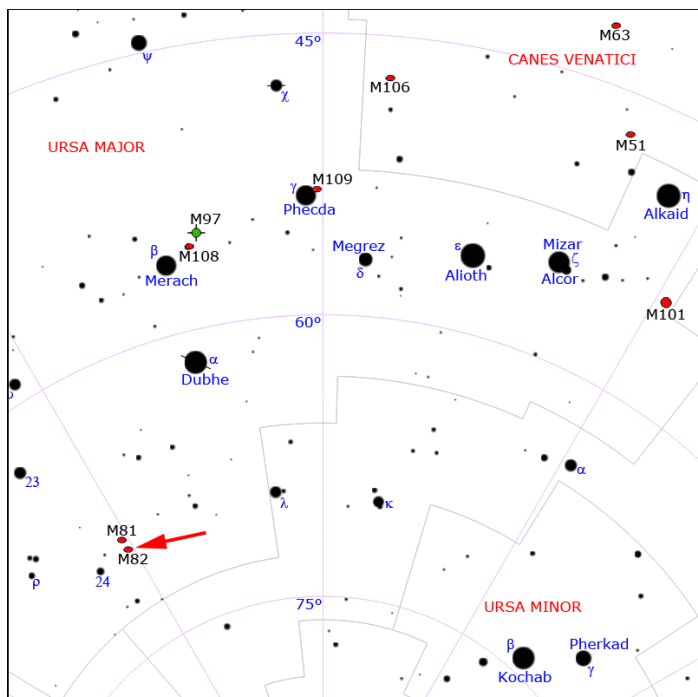 M63
45°
ψ
CANES VENATICI
M106
χ
M51
URSA MAJOR
M109
γ
Phecda
η
Alkaid
M97
β
M108
Merach
Megrez
δ
ε
Alioth
Mizar
ζ
Alcor
M101
60°
α
Dubhe
α
23
λ
κ
M81
M82
ρ
24
75°
URSA MINOR
β
Kochab
Pherkad
γ